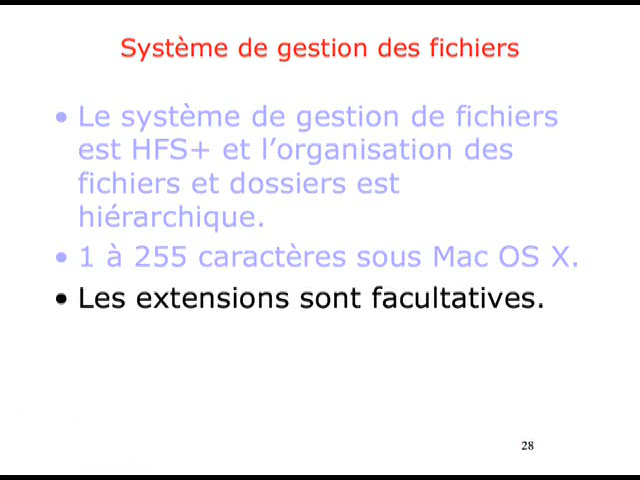 Système de gestion des fichiers
• Le système de gestion de fichiers
est HFS+ et l’organisation des
fichiers et dossiers est
hiérarchique.
• 1 à 255 caractères sous Mac OS X.
• Les extensions sont facultatives.
28